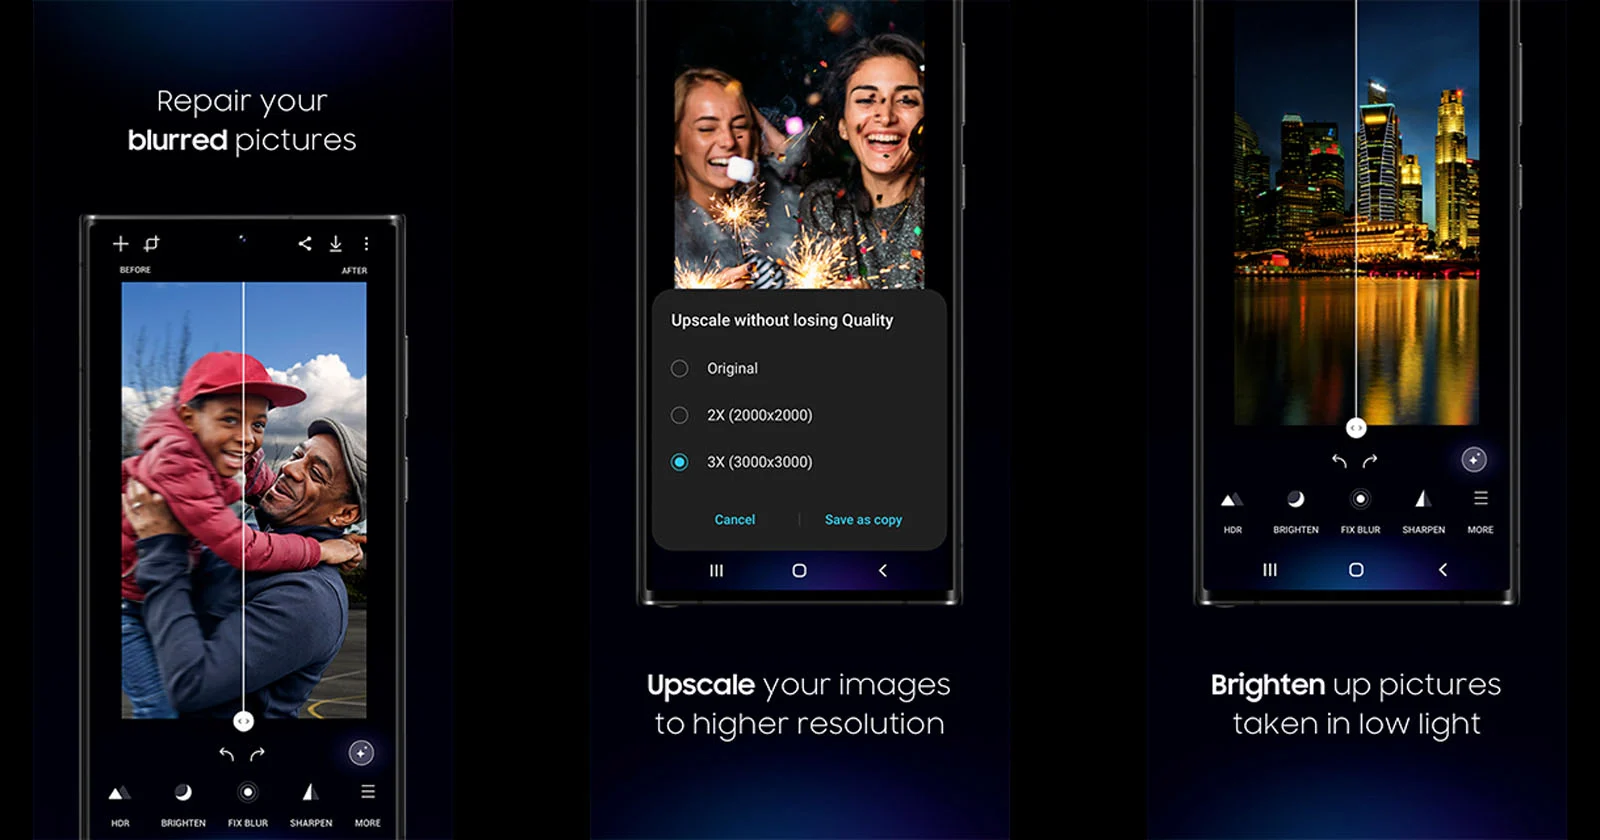 Repair your
blurred pictures
BEFORE
AFTER
HDR
BRIGHTEN
FIX BLUR
SHARPEN
MORE
Upscale without losing Quality
Original
2X (2000x2000)
3X (3000x3000)
Cancel
Save as copy
Upscale your images
to higher resolution
HDR
BRIGHTEN
FIX BLUR
SHARPEN
MORE
Brighten up pictures
taken in low light